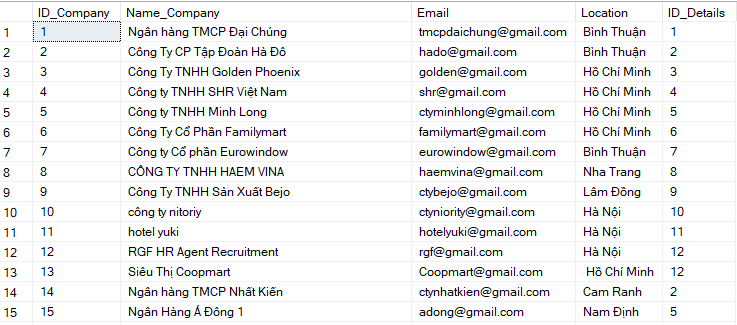 ID_Company Name_Company Email Location ID_Details
1 1 Ngân hàng TMCP Đại Chúng tmcpdaichung@gmail.com Bình Thuận 1
2 2 Công Ty CP Tập Đoàn Hà Đô hado@gmail.com Bình Thuận 2
3 3 Công Ty TNHH Golden Phoenix golden@gmail.com Hồ Chí Minh 3
4 4 Công ty TNHH SHR Việt Nam shr@gmail.com Hồ Chí Minh 4
5 5 Công ty TNHH Minh Long ctyminhlong@gmail.com Hồ Chí Minh 5
6 6 Công Ty Cổ Phần Familymart familymart@gmail.com Hồ Chí Minh 6
7 7 Công ty Cổ phần Eurowindow eurowindow@gmail.com Bình Thuận 7
8 8 CÔNG TY TNHH HAEM VINA haemvina@gmail.com Nha Trang 8
9 9 Công Ty TNHH Sản Xuất Bejo ctybejo@gmail.com Lâm Đồng 9
10 10 công ty nitoriy ctyniority@gmail.com Hà Nội 10
11 11 hotel yuki hotelyuki@gmail.com Hà Nội 11
12 12 RGF HR Agent Recruitment rgf@gmail.com Hà Nội 12
13 13 Siêu Thị Coopmart Coopmart@gmail.com Hồ Chí Minh 12
14 14 Ngân hàng TMCP Nhất Kiến ctynhatkien@gmail.com Cam Ranh 2
15 15 Ngân Hàng Á Đông 1 adong@gmail.com Nam Định 5